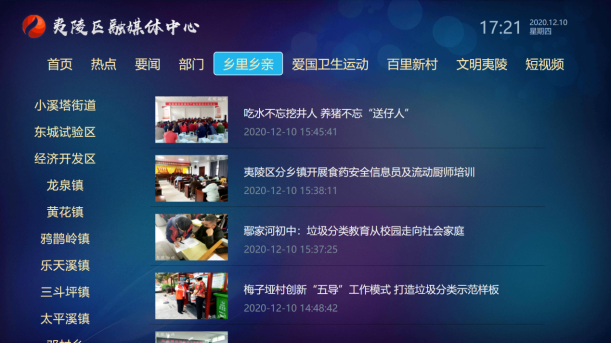 夷陵区融媒体中心
17:21
2020.12.10
星期四
首页 热点 要闻 部门 乡里乡亲 爱国卫生运动 百里新村 文明夷陵 短视频
小溪塔街道
东城试验区
经济开发区
龙泉镇
黄花镇
鸦鹊岭镇
乐天溪镇
三斗坪镇
太平溪镇
邓村乡
吃水不忘挖井人 养猪不忘“送仔人”
2020-12-10 15:45:41
夷陵区分乡镇开展食药安全信息员及流动厨师培训
2020-12-10 15:38:11
鄢家河初中：垃圾分类教育从校园走向社会家庭
2020-12-10 15:37:25
梅子垭村创新“五导”工作模式 打造垃圾分类示范样板
2020-12-10 14:48:42